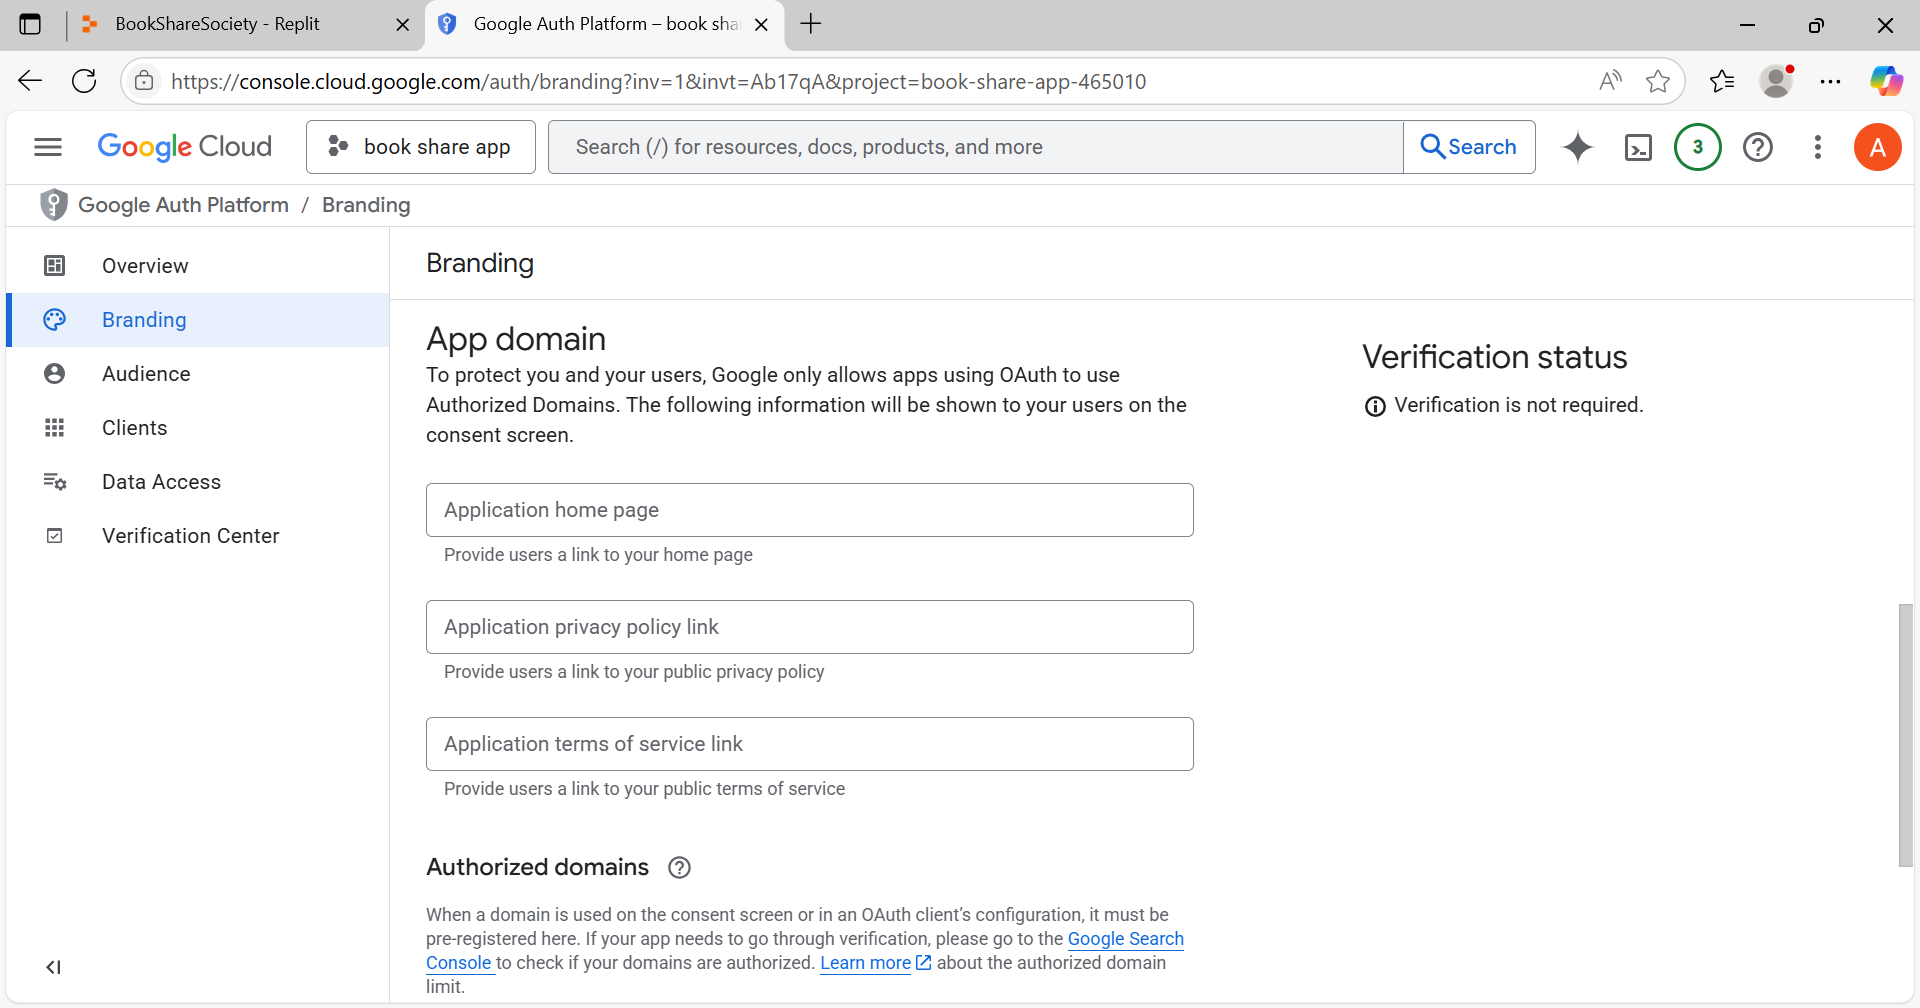 BookShareSociety - Replit
Google Auth Platform – book sha
https://console.cloud.google.com/auth/branding?inv=1&invt=Ab17qA&project=book-share-app-465010
Google Cloud
book share app
Search (/) for resources, docs, products, and more
Search
3
A
Google Auth Platform / Branding
Overview
Branding
Audience
Clients
Data Access
Verification Center
Branding
App domain
To protect you and your users, Google only allows apps using OAuth to use
Authorized Domains. The following information will be shown to your users on the
consent screen.
Application home page
Provide users a link to your home page
Application privacy policy link
Provide users a link to your public privacy policy
Application terms of service link
Provide users a link to your public terms of service
Authorized domains
When a domain is used on the consent screen or in an OAuth client’s configuration, it must be
pre-registered here. If your app needs to go through verification, please go to the Google Search
Console to check if your domains are authorized. Learn more about the authorized domain
limit.
Verification status
Verification is not required.